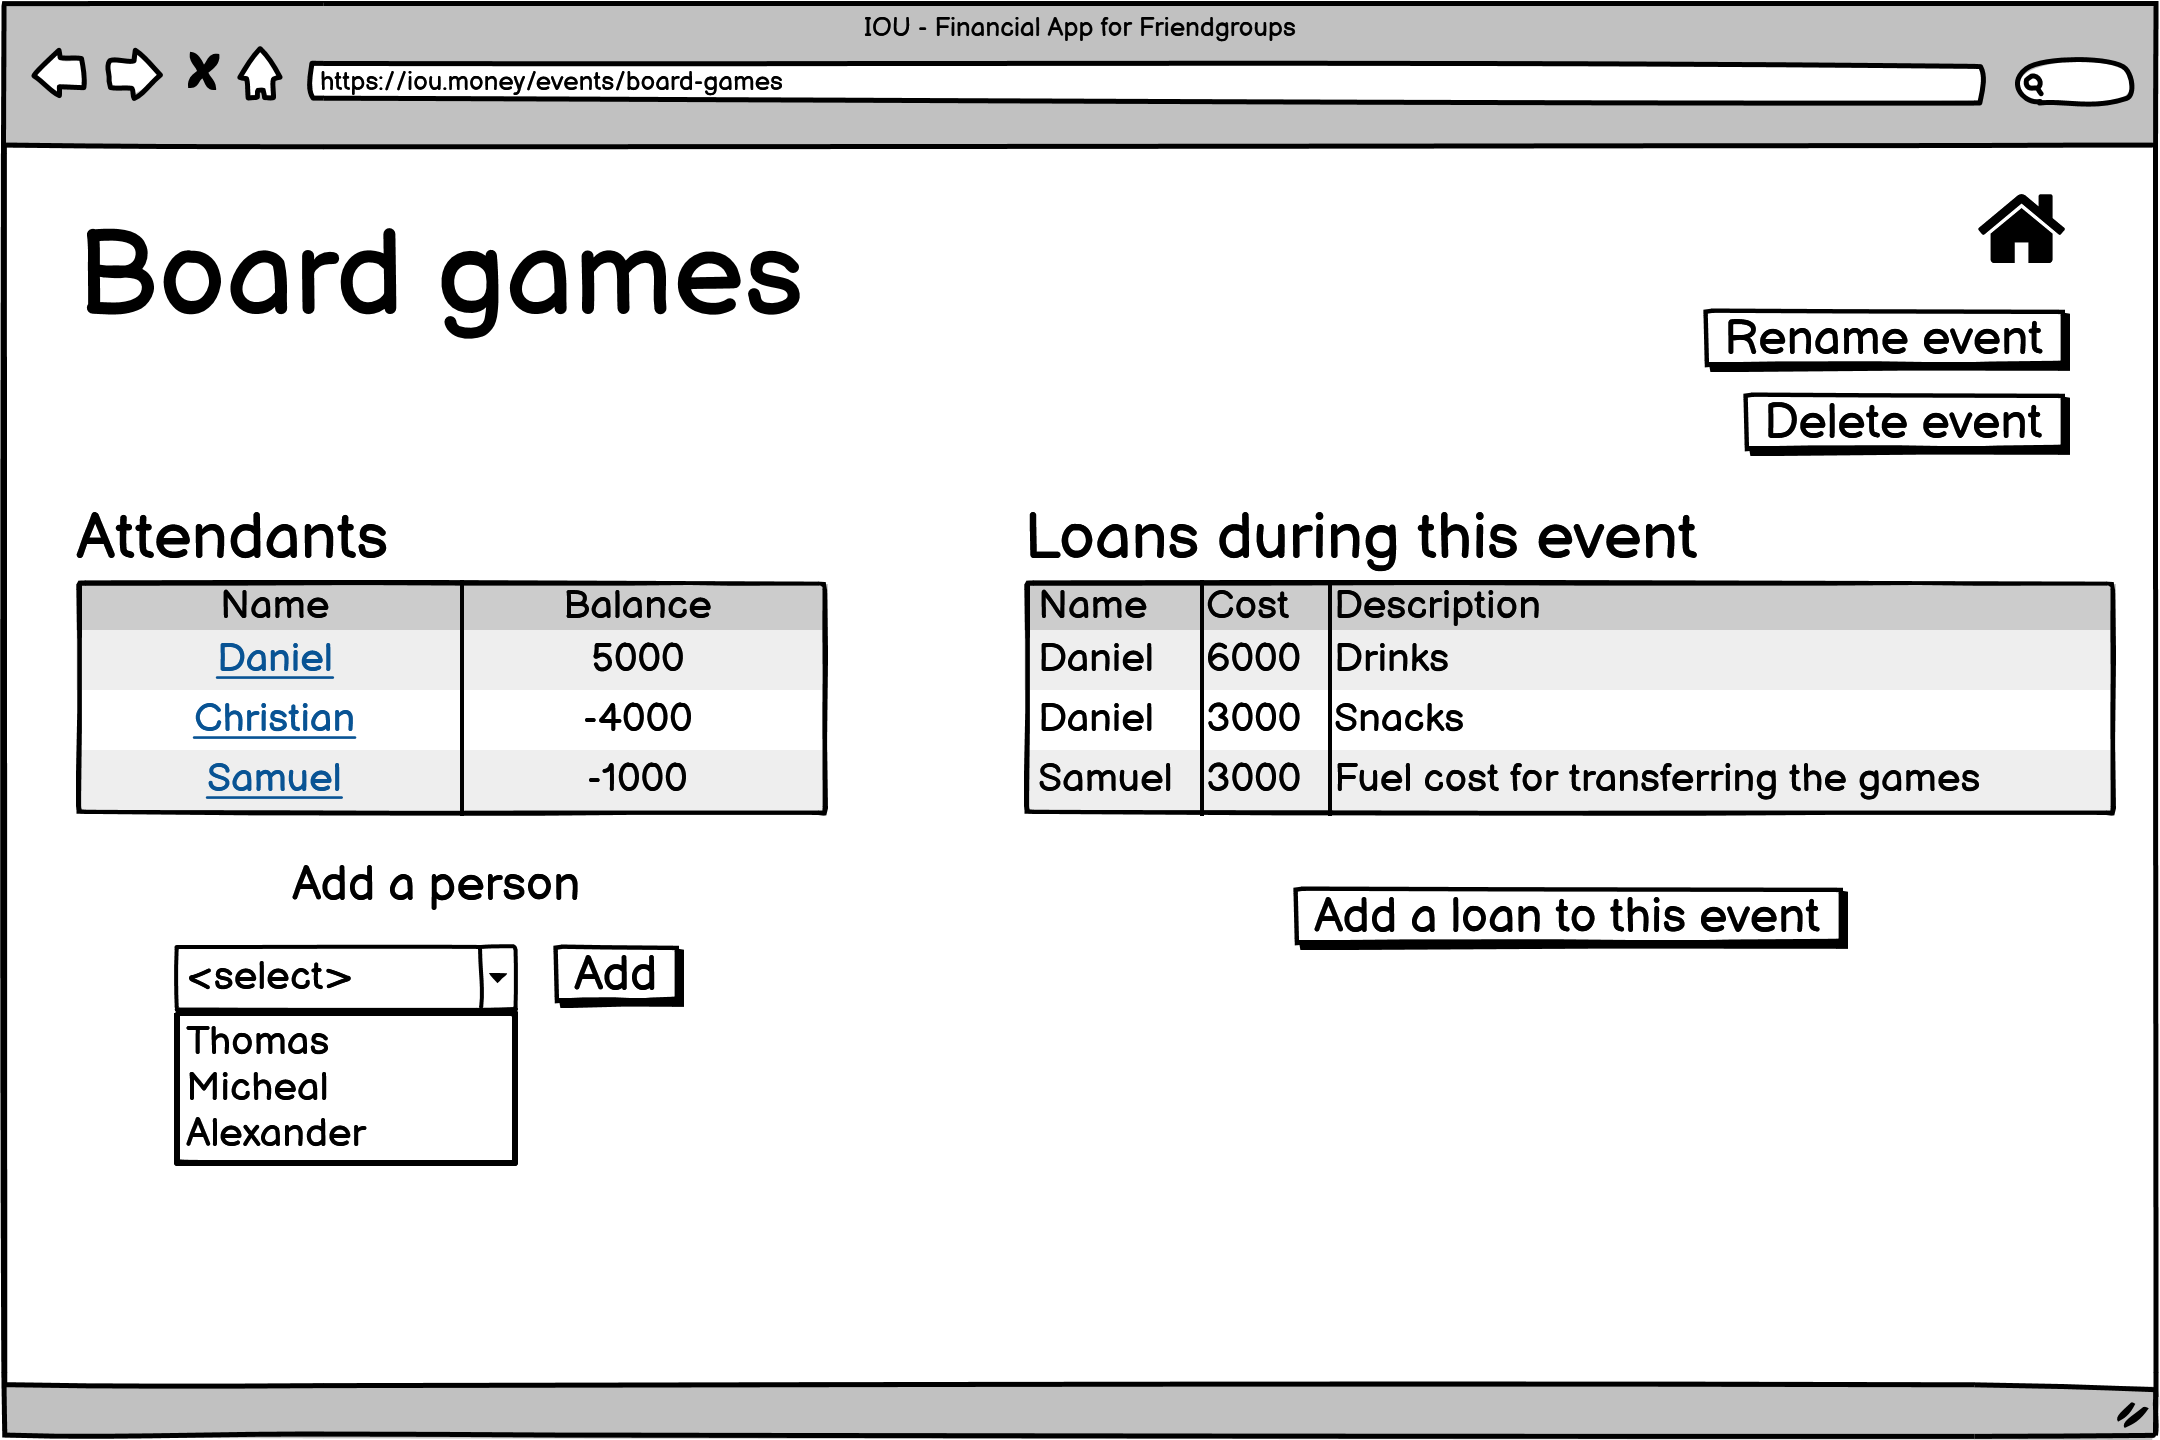 IOU - Financial App for Friendgroups
https://iou.money/events/board-games
Board games
Rename event
Delete event
Attendants
Name Balance
Daniel 5000
Christian -4000
Samuel -1000
Add a person
<select> Add
Thomas
Micheal
Alexander
Loans during this event
Name Cost Description
Daniel 6000 Drinks
Daniel 3000 Snacks
Samuel 3000 Fuel cost for transferring the games
Add a loan to this event